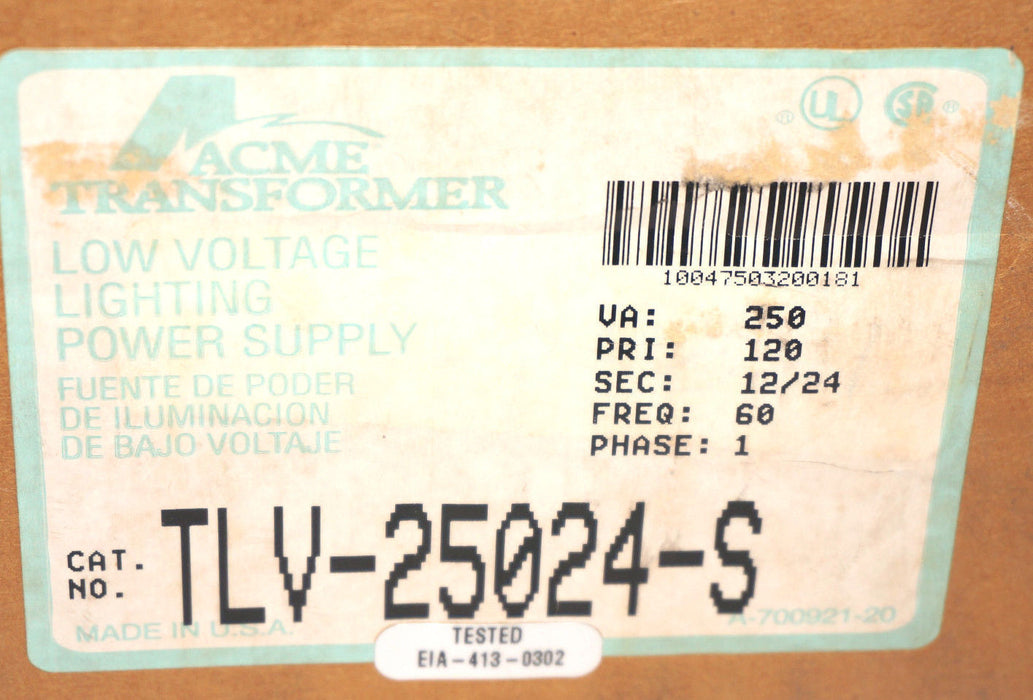 ACME
TRANSFORMER
LOW VOLTAGE
LIGHTING
POWER SUPPLY
FUENTE DE PODER
DE ILUMINACION
DE BAJO VOLTAJE
® UL SA ®
10047503200181
VA: 250
PRI: 120
SEC: 12/24
FREQ: 60
PHASE: 1
CAT.
NO.
TLV-25024-S
MADE IN U.S.A.
A-700921-20
TESTED
EIA-413-0302